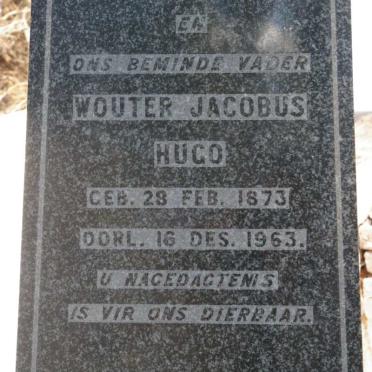 EN
ONS BEMINDE VADER
WOUTER JACOBUS
HUGO
GEB. 28 FEB. 1873
OORL. 16 DES. 1963.
U NAGEDAGTENIS
IS VIR ONS DIERBAAR.